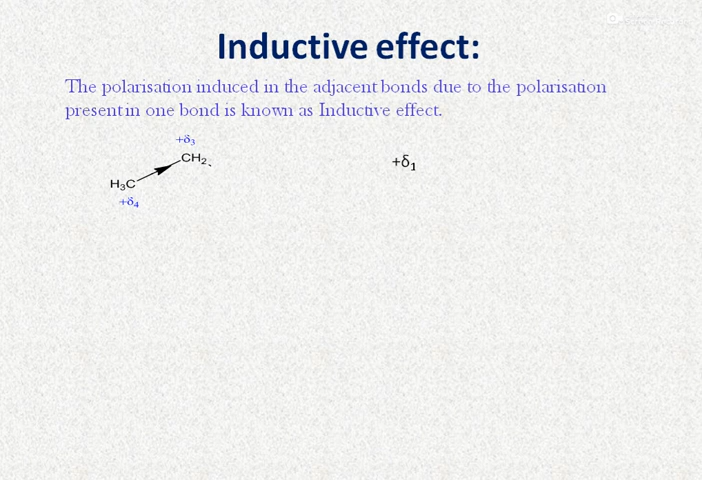 Inductive effect:
The polarisation induced in the adjacent bonds due to the polarisation
present in one bond is known as Inductive effect.
+δ₃
CH₂
+δ₁
H₃C
+δ₄